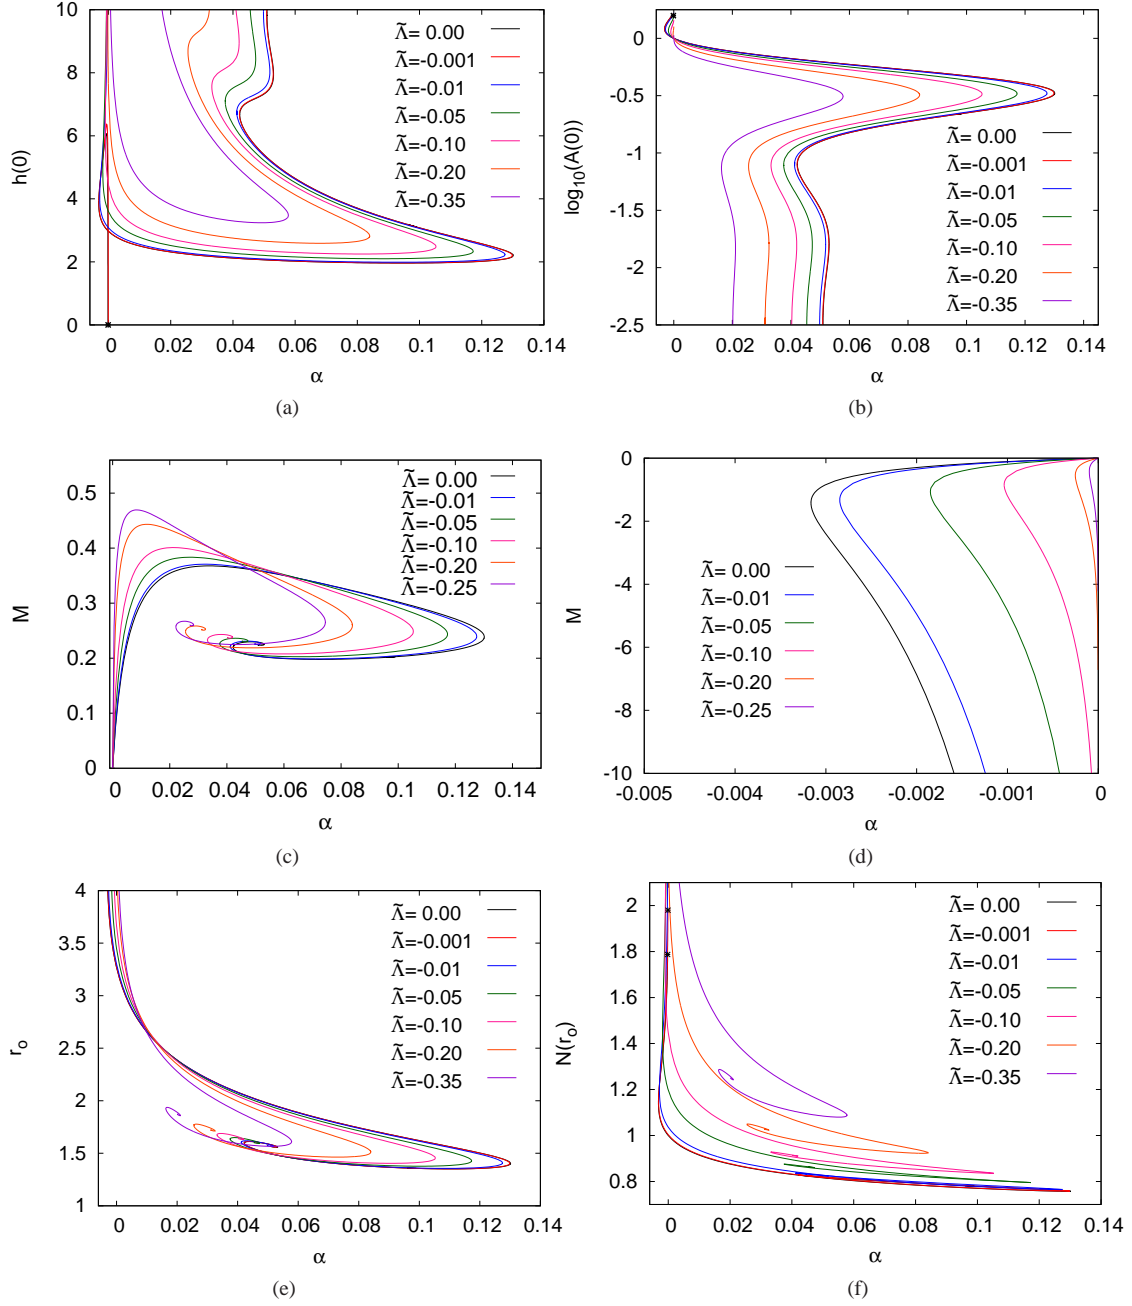 10
8
6
4
2
0
h(0)
0
0.02
0.04
0.06
0.08
0.1
0.12
0.14
α
Λ̃= 0.00
Λ̃=-0.001
Λ̃=-0.01
Λ̃=-0.05
Λ̃=-0.10
Λ̃=-0.20
Λ̃=-0.35
(a)
0
-0.5
-1
-1.5
-2
-2.5
log10(A(0))
0
0.02
0.04
0.06
0.08
0.1
0.12
0.14
α
Λ̃= 0.00
Λ̃=-0.001
Λ̃=-0.01
Λ̃=-0.05
Λ̃=-0.10
Λ̃=-0.20
Λ̃=-0.35
(b)
0.5
0.4
0.3
0.2
0.1
0
M
0
0.02
0.04
0.06
0.08
0.1
0.12
0.14
α
Λ̃= 0.00
Λ̃=-0.01
Λ̃=-0.05
Λ̃=-0.10
Λ̃=-0.20
Λ̃=-0.25
(c)
0
-2
-4
-6
-8
-10
M
-0.005
-0.004
-0.003
-0.002
-0.001
0
α
Λ̃= 0.00
Λ̃=-0.01
Λ̃=-0.05
Λ̃=-0.10
Λ̃=-0.20
Λ̃=-0.25
(d)
4
3.5
3
2.5
2
1.5
1
ro
0
0.02
0.04
0.06
0.08
0.1
0.12
0.14
α
Λ̃= 0.00
Λ̃=-0.001
Λ̃=-0.01
Λ̃=-0.05
Λ̃=-0.10
Λ̃=-0.20
Λ̃=-0.35
(e)
2
1.8
1.6
1.4
1.2
1
0.8
N(ro)
0
0.02
0.04
0.06
0.08
0.1
0.12
0.14
α
Λ̃= 0.00
Λ̃=-0.001
Λ̃=-0.01
Λ̃=-0.05
Λ̃=-0.10
Λ̃=-0.20
Λ̃=-0.35
(f)